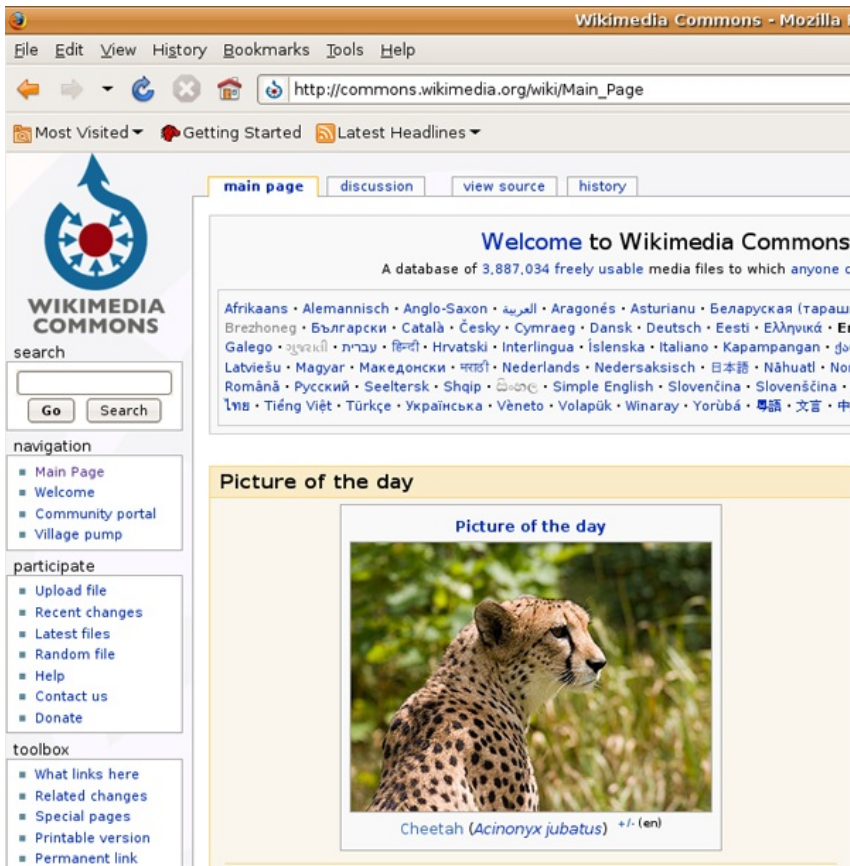 Wikimedia Commons - Mozilla
File Edit View History Bookmarks Tools Help
http://commons.wikimedia.org/wiki/Main_Page
Most Visited Getting Started Latest Headlines
WIKIMEDIA
COMMONS
search
Go Search
navigation
Main Page
Welcome
Community portal
Village pump
participate
Upload file
Recent changes
Latest files
Random file
Help
Contact us
Donate
toolbox
What links here
Related changes
Special pages
Printable version
Permanent link
main page discussion view source history
Welcome to Wikimedia Commons
A database of 3,887,034 freely usable media files to which anyone
Afrikaans • Alemannisch • Anglo-Saxon • العربية • Aragonés • Asturianu • Беларуская (тараш
Brezhoneg • Български • Català • Česky • Cymraeg • Dansk • Deutsch • Eesti • Ελληνικά • En
Galego • ગુજરાતી • עברית • हिन्दी • Hrvatski • Interlingua • Íslenska • Italiano • Kapampangan •
Latviešu • Magyar • Македонски • मराठी • Nederlands • Nedersaksisch • 日本語 • Nāhuatl • Nor
Română • Русский • Seeltersk • Shqip • සිංහල • Simple English • Slovenčina • Slovenščina •
ไทย • Tiếng Việt • Türkçe • Українська • Vèneto • Volapük • Winaray • Yorùbá • 粵語 • 文言 • 中
Picture of the day
Picture of the day
Cheetah (Acinonyx jubatus) +/- (en)